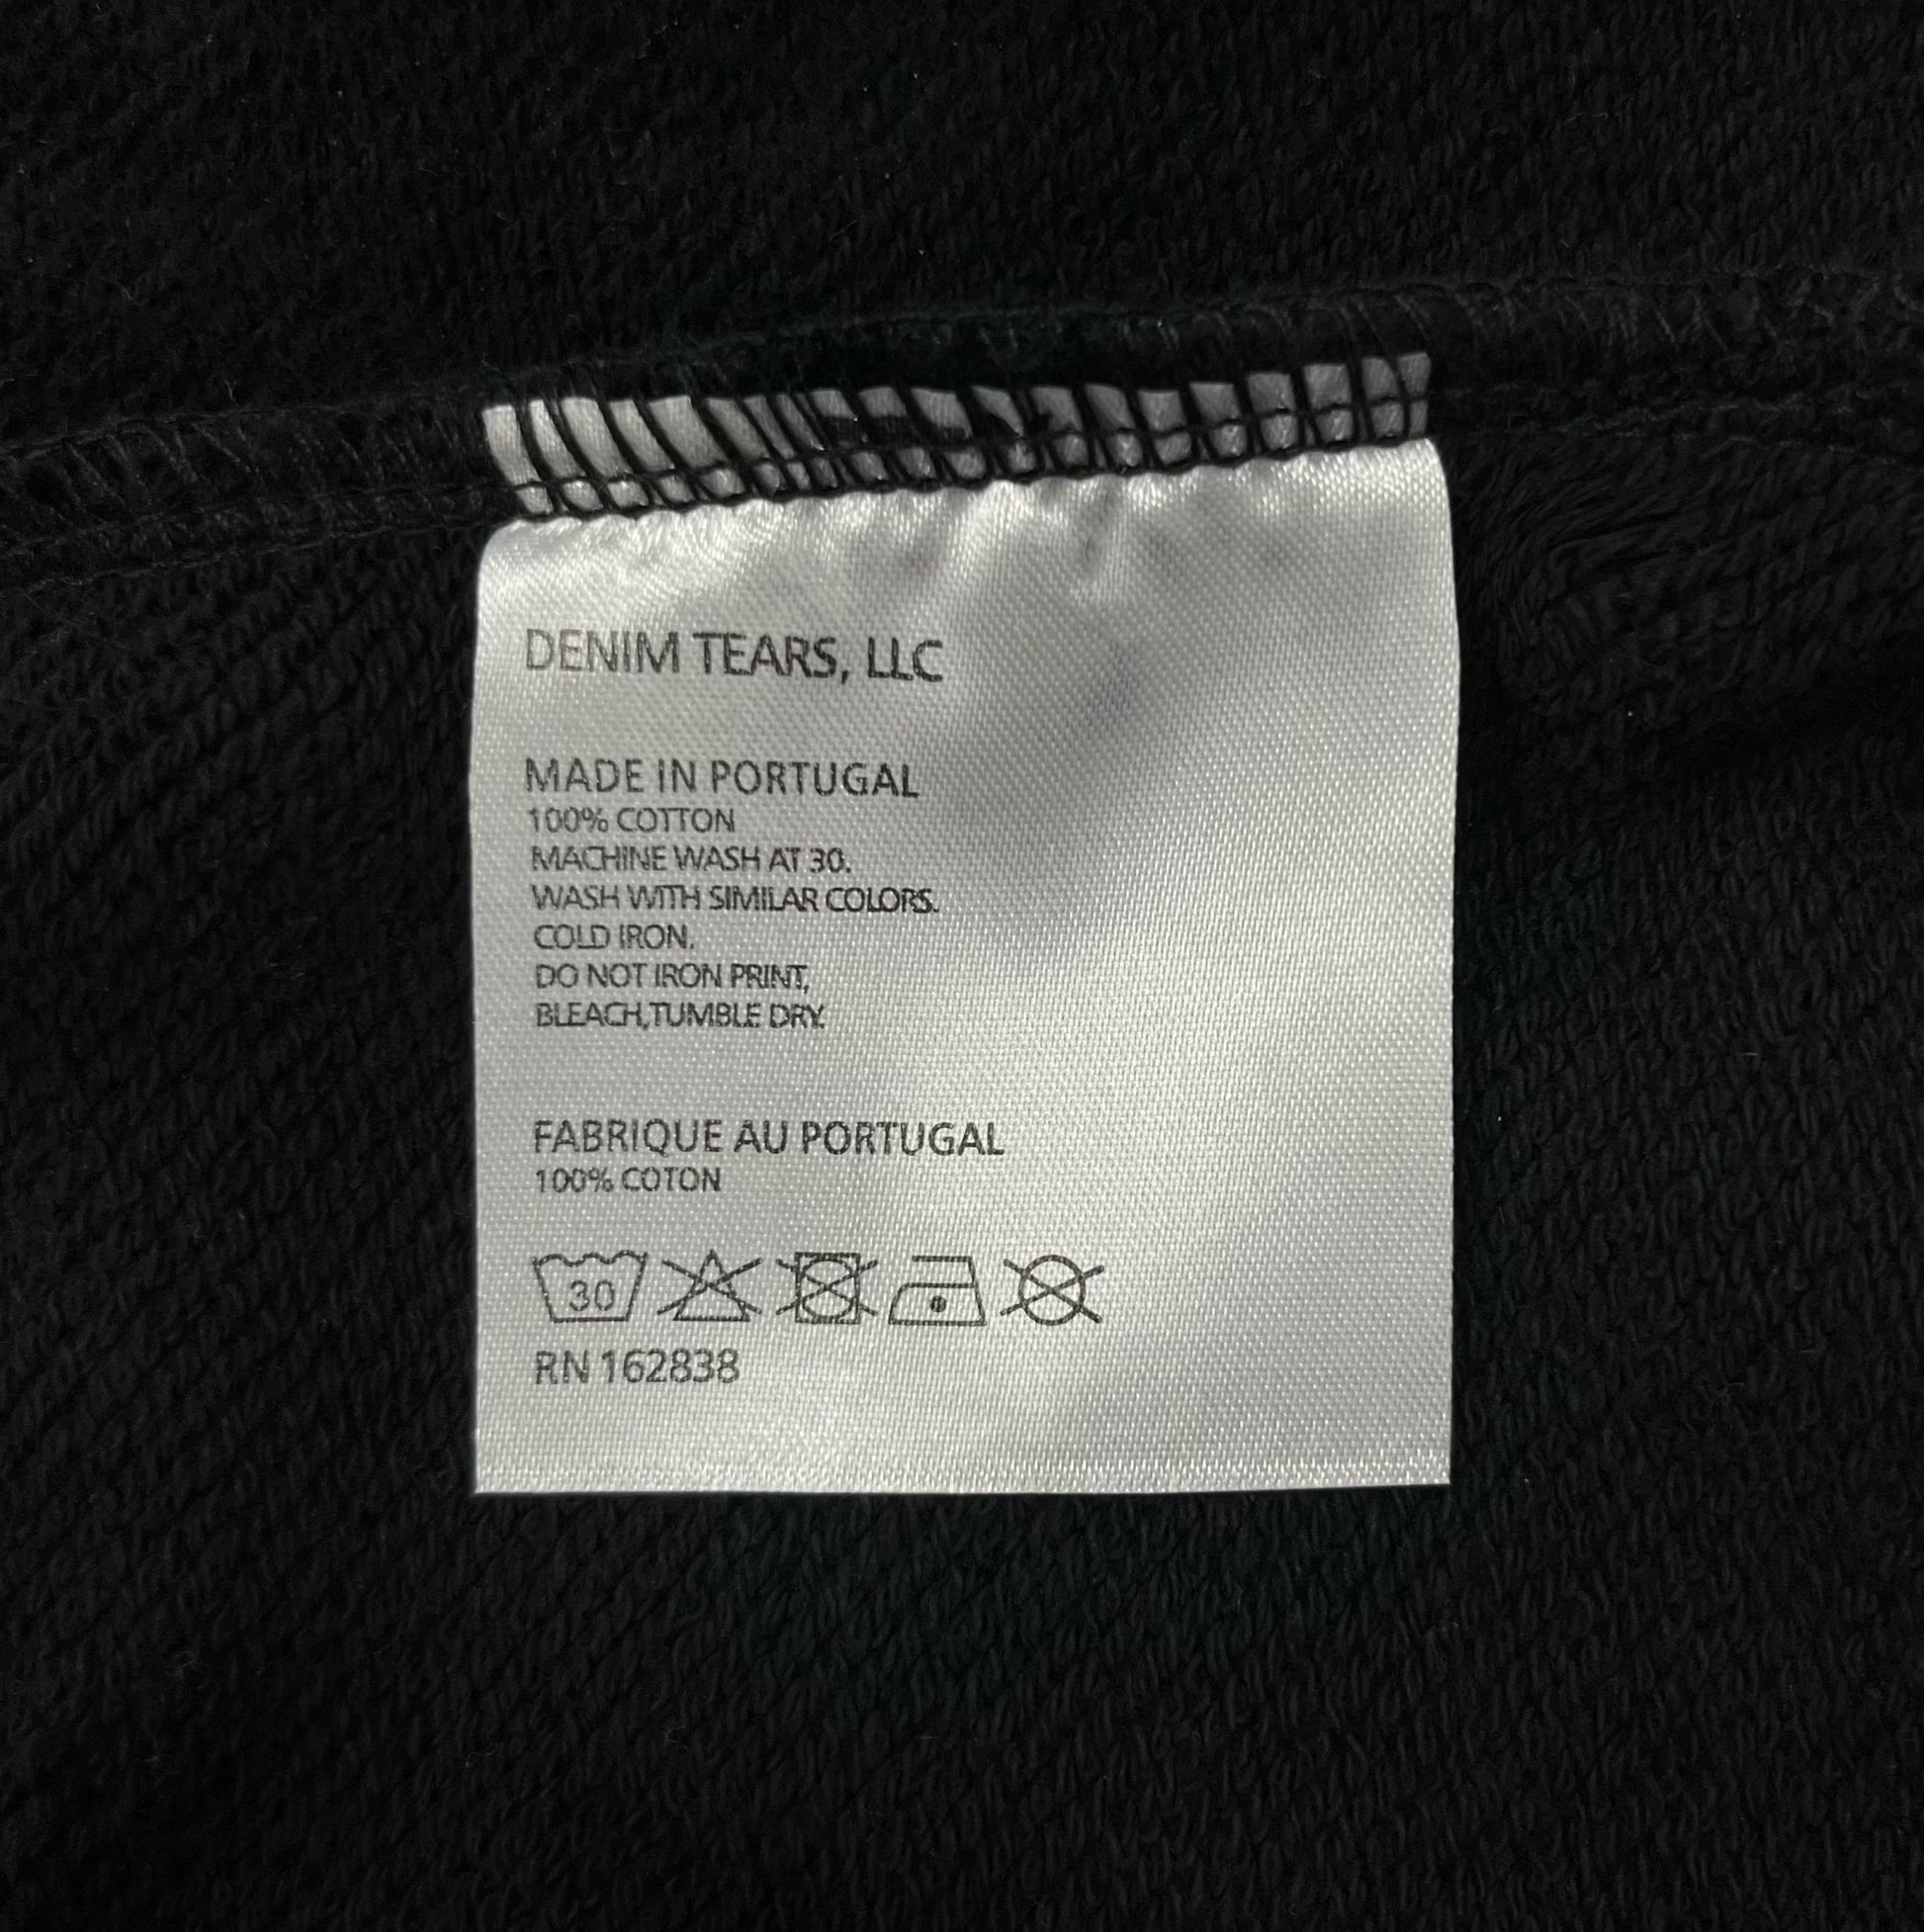 DENIM TEARS, LLC
MADE IN PORTUGAL
100% COTTON
MACHINE WASH AT 30.
WASH WITH SIMILAR COLORS.
COLD IRON.
DO NOT IRON PRINT,
BLEACH,TUMBLE DRY.
FABRIQUE AU PORTUGAL
100% COTON
30
RN 162838